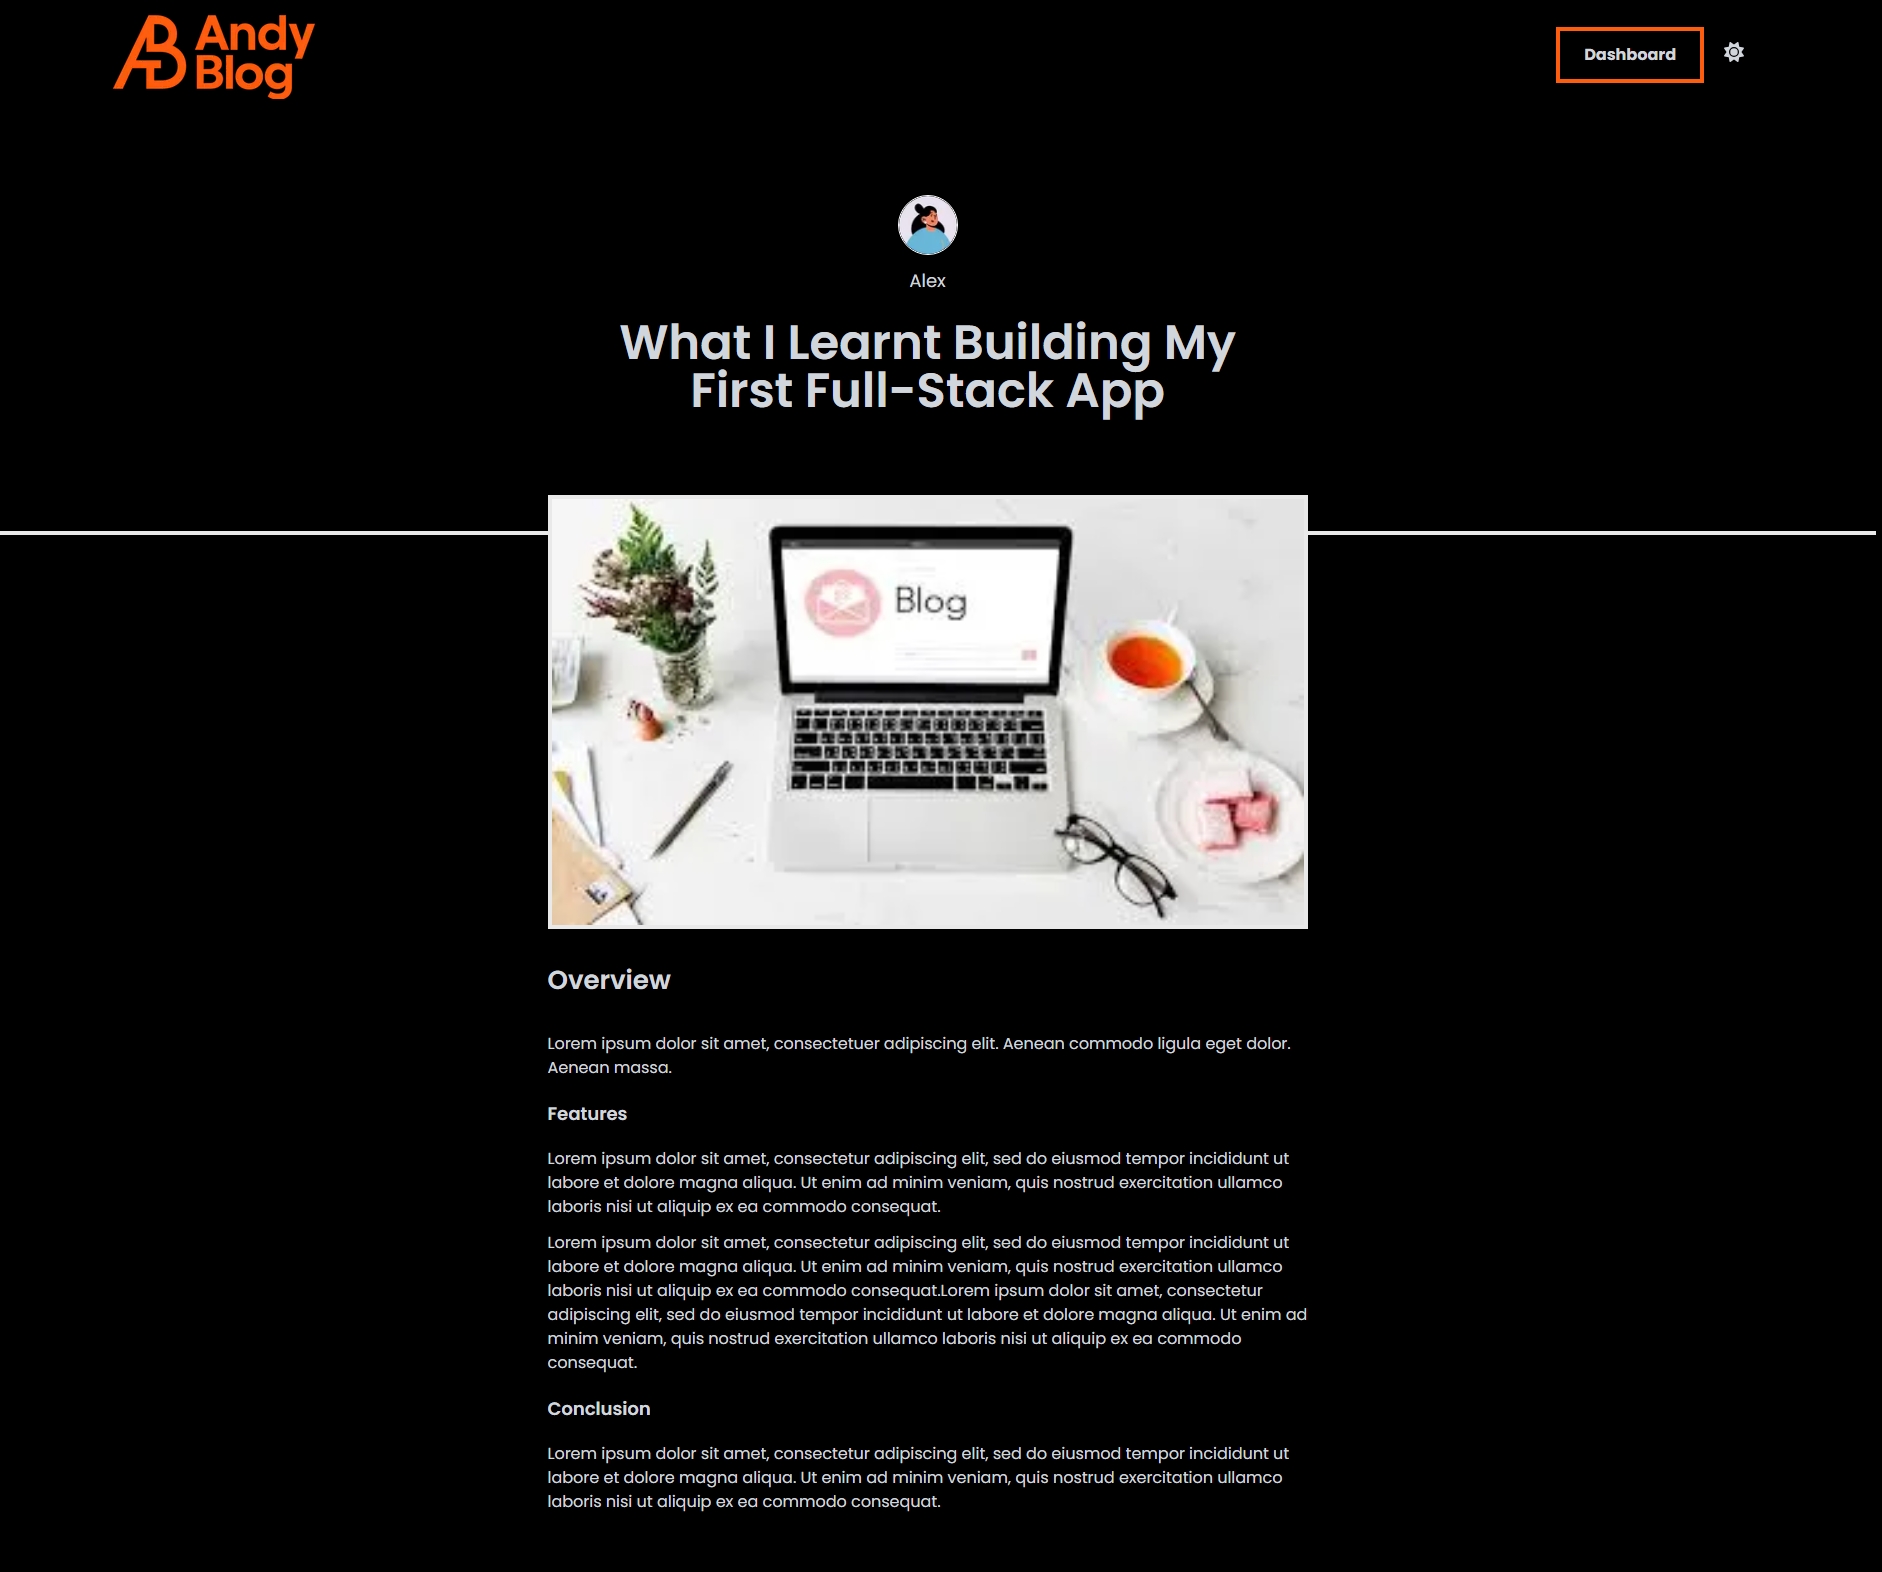 Andy
Blog
Dashboard
Alex
What I Learnt Building My
First Full-Stack App
Blog
Overview
Lorem ipsum dolor sit amet, consectetuer adipiscing elit. Aenean commodo ligula eget dolor.
Aenean massa.
Features
Lorem ipsum dolor sit amet, consectetur adipiscing elit, sed do eiusmod tempor incididunt ut
labore et dolore magna aliqua. Ut enim ad minim veniam, quis nostrud exercitation ullamco
laboris nisi ut aliquip ex ea commodo consequat.
Lorem ipsum dolor sit amet, consectetur adipiscing elit, sed do eiusmod tempor incididunt ut
labore et dolore magna aliqua. Ut enim ad minim veniam, quis nostrud exercitation ullamco
laboris nisi ut aliquip ex ea commodo consequat.Lorem ipsum dolor sit amet, consectetur
adipiscing elit, sed do eiusmod tempor incididunt ut labore et dolore magna aliqua. Ut enim ad
minim veniam, quis nostrud exercitation ullamco laboris nisi ut aliquip ex ea commodo
consequat.
Conclusion
Lorem ipsum dolor sit amet, consectetur adipiscing elit, sed do eiusmod tempor incididunt ut
labore et dolore magna aliqua. Ut enim ad minim veniam, quis nostrud exercitation ullamco
laboris nisi ut aliquip ex ea commodo consequat.